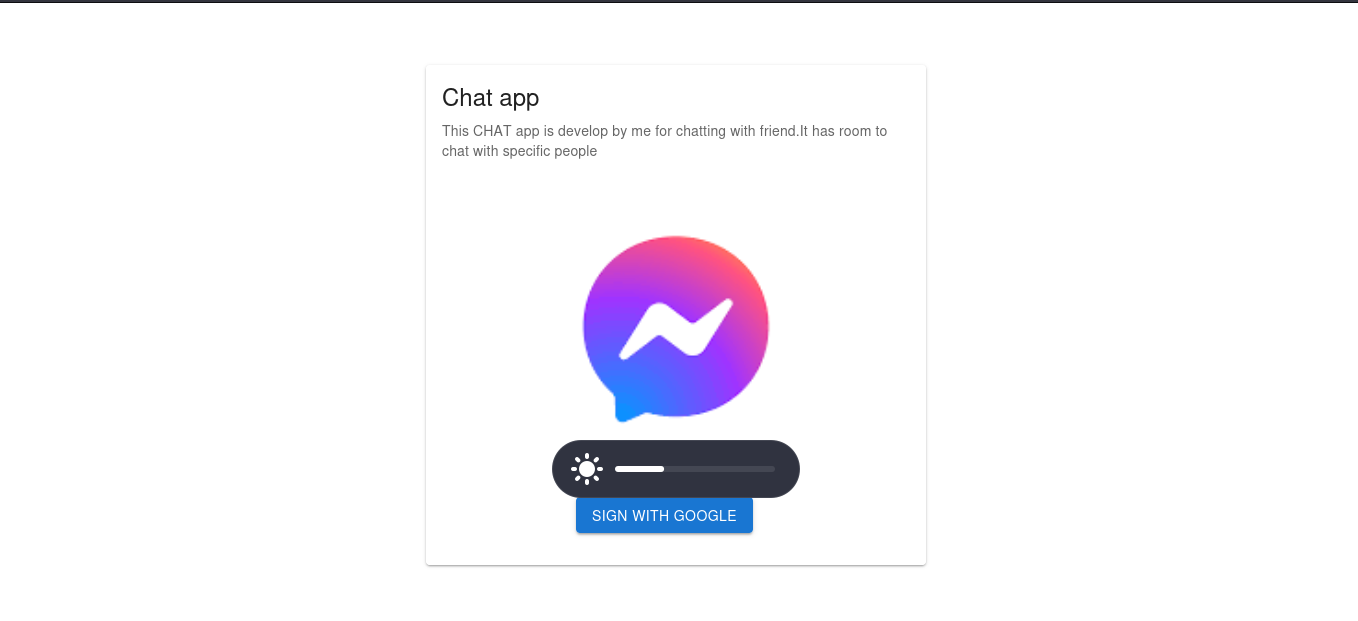 Chat app
This CHAT app is develop by me for chatting with friend.It has room to
chat with specific people
SIGN WITH GOOGLE